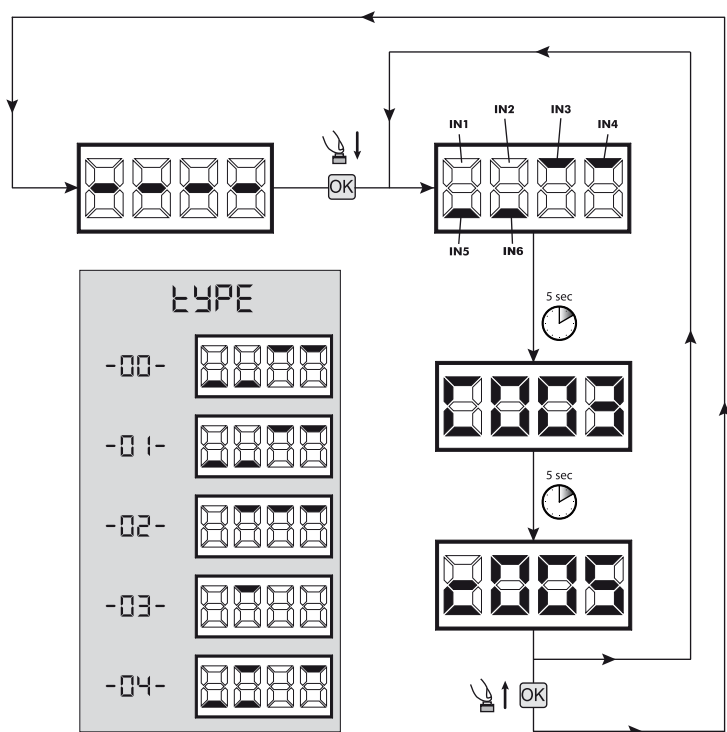 IN1 IN2 IN3 IN4
- - - -
OK
IN5 IN6
tYPE
5 sec
-00-
C003
-01-
5 sec
-02-
c005
-03-
OK
-04-